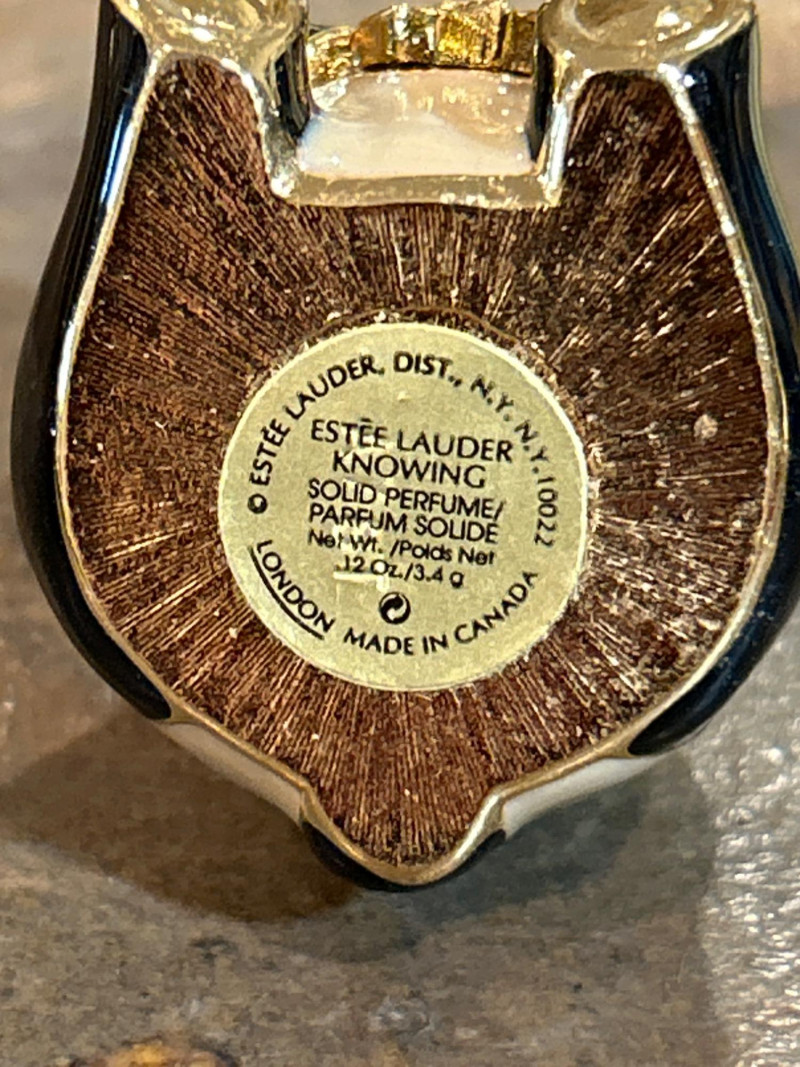 © ESTÉE LAUDER, DIST., N.Y. N.Y. 10022
ESTÉE LAUDER
KNOWING
SOLID PERFUME/
PARFUM SOLIDE
Net Wt. /Poids Net
.12 Oz./3.4 g
LONDON MADE IN CANADA